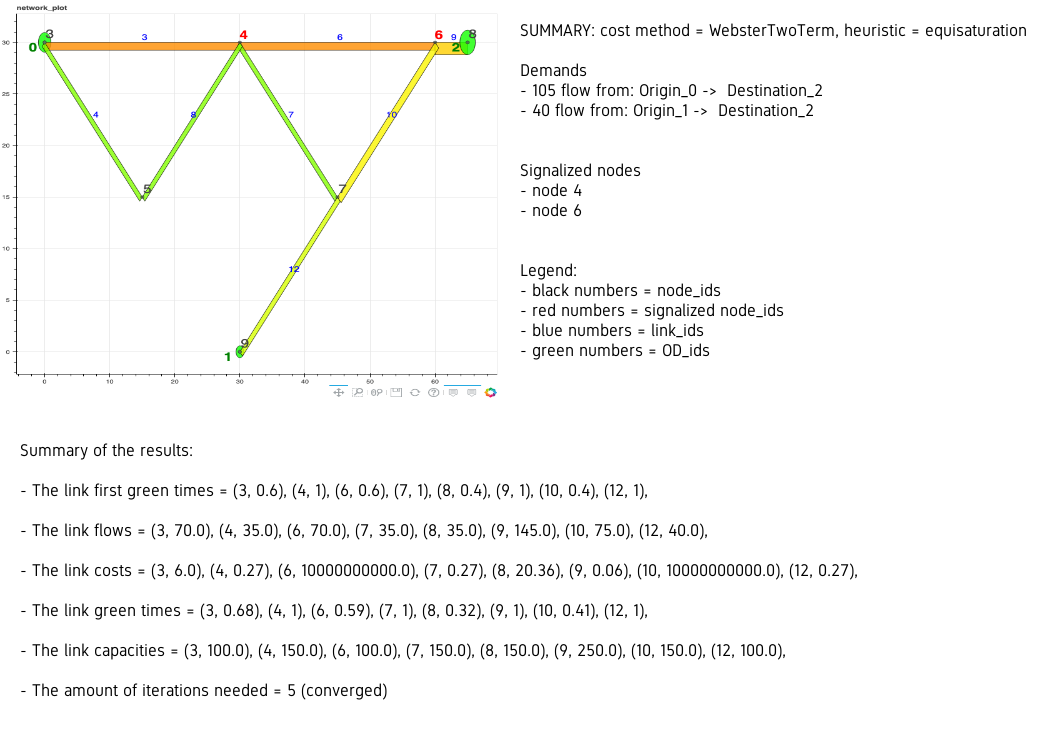 network_plot
SUMMARY: cost method = WebsterTwoTerm, heuristic = equisaturation
Demands
- 105 flow from: Origin_0 -> Destination_2
- 40 flow from: Origin_1 -> Destination_2
Signalized nodes
- node 4
- node 6
Legend:
- black numbers = node_ids
- red numbers = signalized node_ids
- blue numbers = link_ids
- green numbers = OD_ids
30
25
20
15
10
5
0
0
10
20
30
40
50
60
3
0
3
4
6
6
9
2
8
4
8
7
10
5
7
12
9
1
Summary of the results:
- The link first green times = (3, 0.6), (4, 1), (6, 0.6), (7, 1), (8, 0.4), (9, 1), (10, 0.4), (12, 1),
- The link flows = (3, 70.0), (4, 35.0), (6, 70.0), (7, 35.0), (8, 35.0), (9, 145.0), (10, 75.0), (12, 40.0),
- The link costs = (3, 6.0), (4, 0.27), (6, 10000000000.0), (7, 0.27), (8, 20.36), (9, 0.06), (10, 10000000000.0), (12, 0.27),
- The link green times = (3, 0.68), (4, 1), (6, 0.59), (7, 1), (8, 0.32), (9, 1), (10, 0.41), (12, 1),
- The link capacities = (3, 100.0), (4, 150.0), (6, 100.0), (7, 150.0), (8, 150.0), (9, 250.0), (10, 150.0), (12, 100.0),
- The amount of iterations needed = 5 (converged)